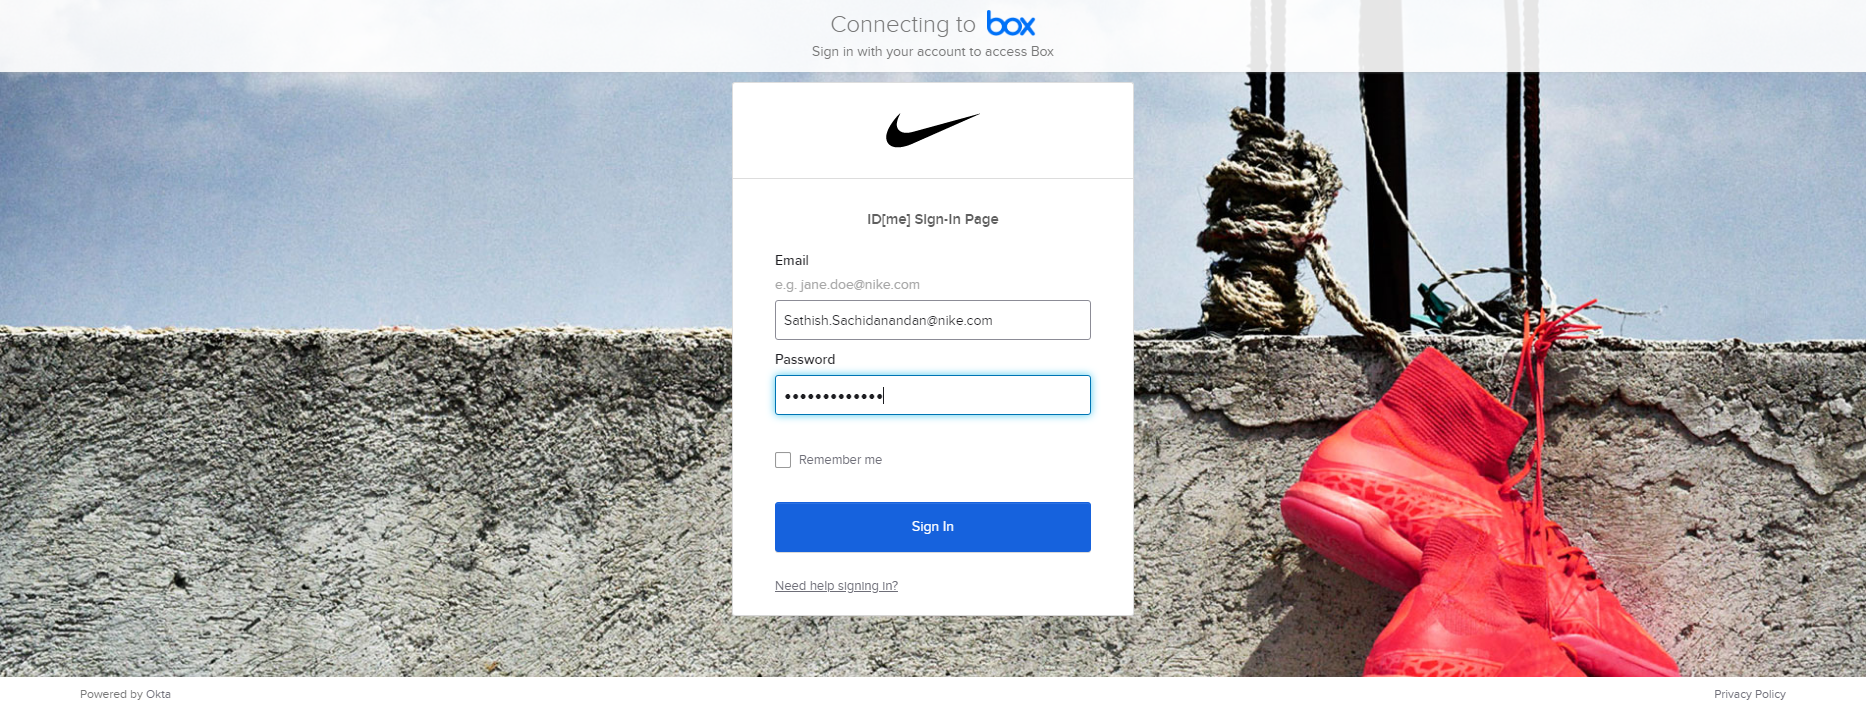 Connecting to box
Sign in with your account to access Box
ID[me] Sign-In Page
Email
e.g. jane.doe@nike.com
Sathish.Sachidanandan@nike.com
Password
•••••••••••••
Remember me
Sign In
Need help signing in?
Powered by Okta
Privacy Policy